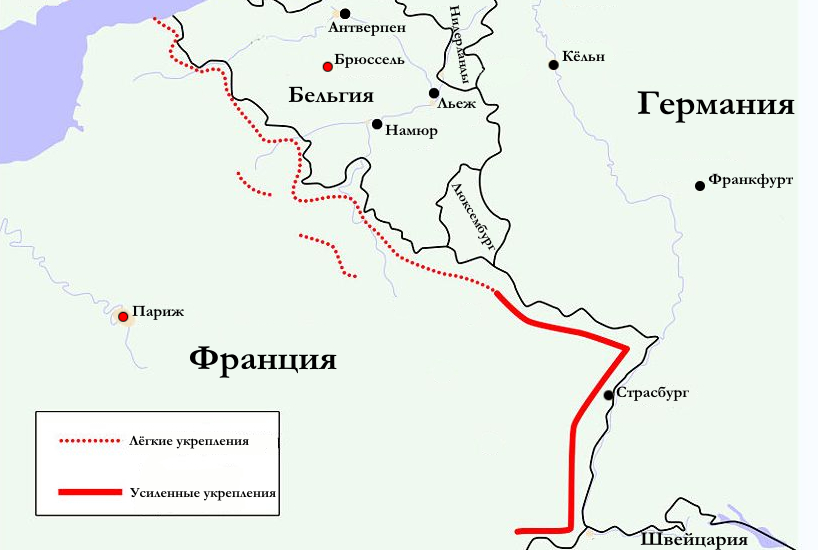 Антверпен
Нидерланды
Кёльн
Брюссель
Бельгия
Льеж
Германия
Намюр
Франкфурт
Люксембург
Париж
Франция
Страсбург
Лёгкие укрепления
Усиленные укрепления
Швейцария